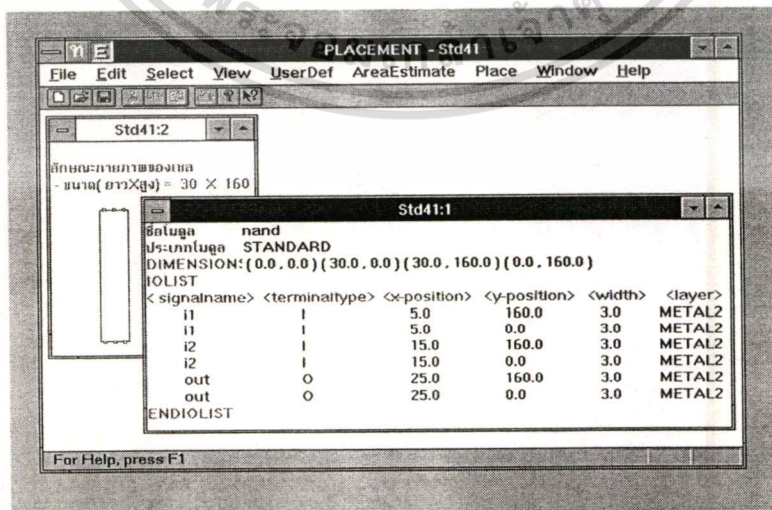 PLACEMENT - Std41
File Edit Select View UserDef AreaEstimate Place Window Help
Std41:2
ลักษณะกายภาพของเซล
- ขนาด( ยาวXสูง) = 30 X 160
Std41:1
ชื่อโมดูล nand
ประเภทโมดูล STANDARD
DIMENSION:( 0.0 , 0.0 ) ( 30.0 , 0.0 ) ( 30.0 , 160.0 ) ( 0.0 , 160.0 )
IOLIST
< signalname> <terminaltype> <x-position> <y-position> <width> <layer>
i1 I 5.0 160.0 3.0 METAL2
i1 I 5.0 0.0 3.0 METAL2
i2 I 15.0 160.0 3.0 METAL2
i2 I 15.0 0.0 3.0 METAL2
out O 25.0 160.0 3.0 METAL2
out O 25.0 0.0 3.0 METAL2
ENDIOLIST
For Help, press F1